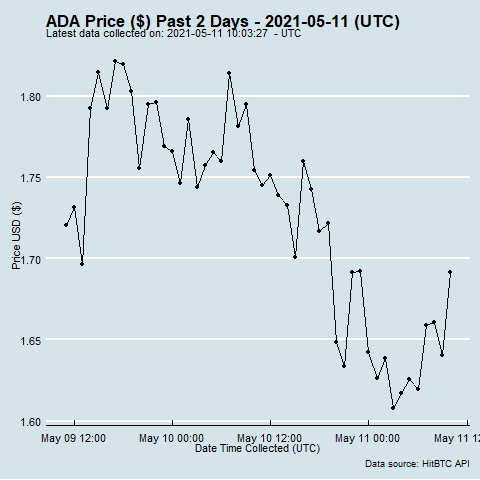 ADA Price ($) Past 2 Days - 2021-05-11 (UTC)
Latest data collected on: 2021-05-11 10:03:27 - UTC
1.80
1.75
1.70
1.65
1.60
Price USD ($)
May 09 12:00 May 10 00:00 May 10 12:00 May 11 00:00 May 11 12
Date Time Collected (UTC)
Data source: HitBTC API